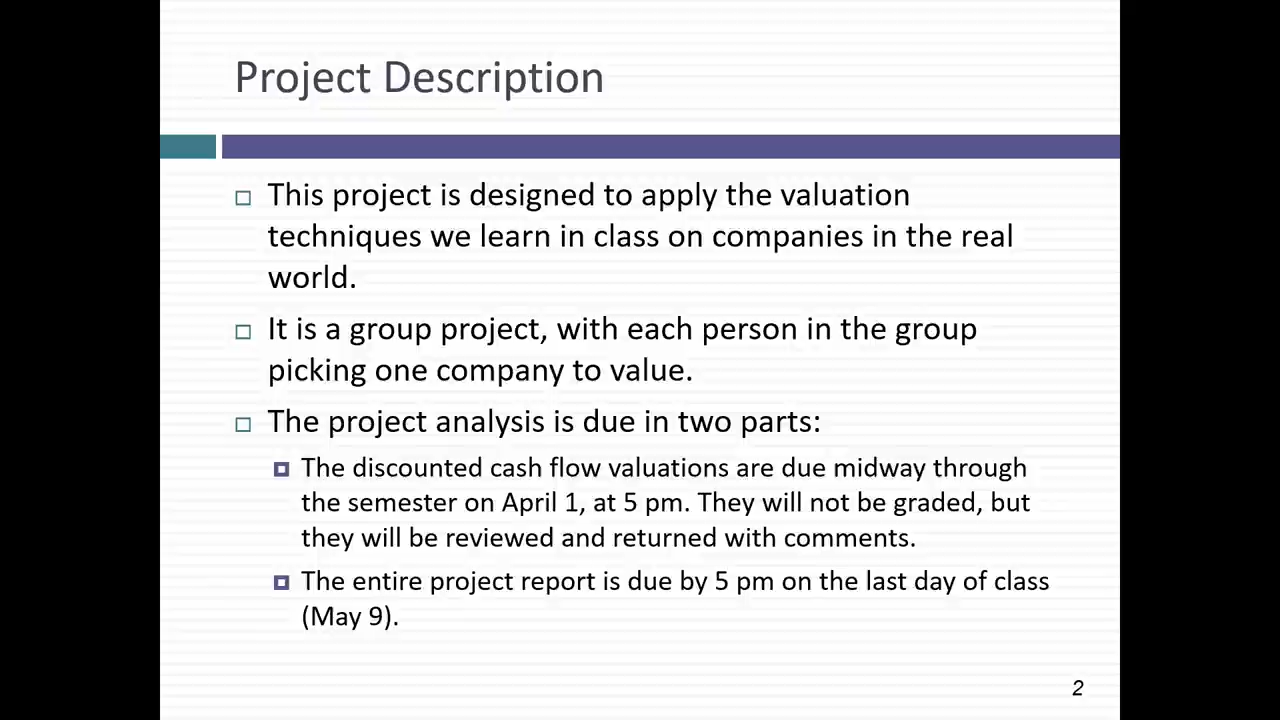 Project Description
This project is designed to apply the valuation
techniques we learn in class on companies in the real
world.
It is a group project, with each person in the group
picking one company to value.
The project analysis is due in two parts:
The discounted cash flow valuations are due midway through
the semester on April 1, at 5 pm. They will not be graded, but
they will be reviewed and returned with comments.
The entire project report is due by 5 pm on the last day of class
(May 9).
2